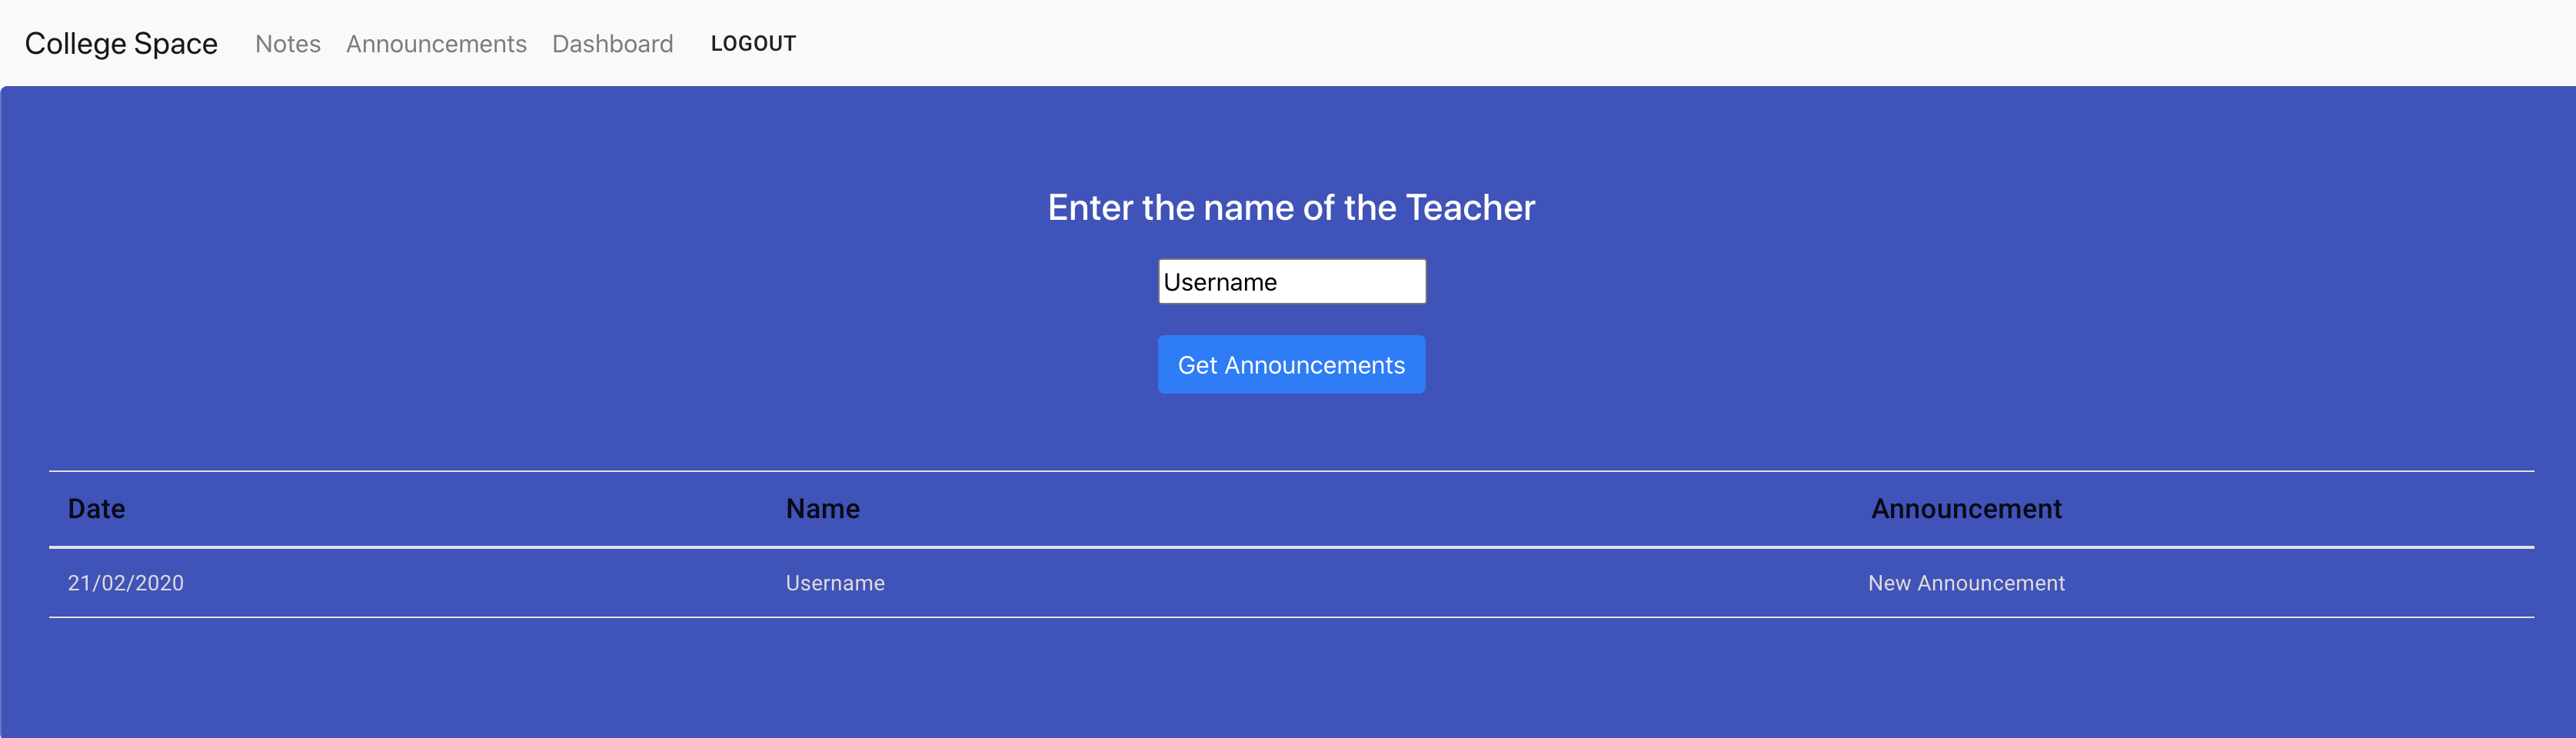 College Space Notes Announcements Dashboard LOGOUT
Enter the name of the Teacher
Username
Get Announcements
Date Name Announcement
21/02/2020 Username New Announcement